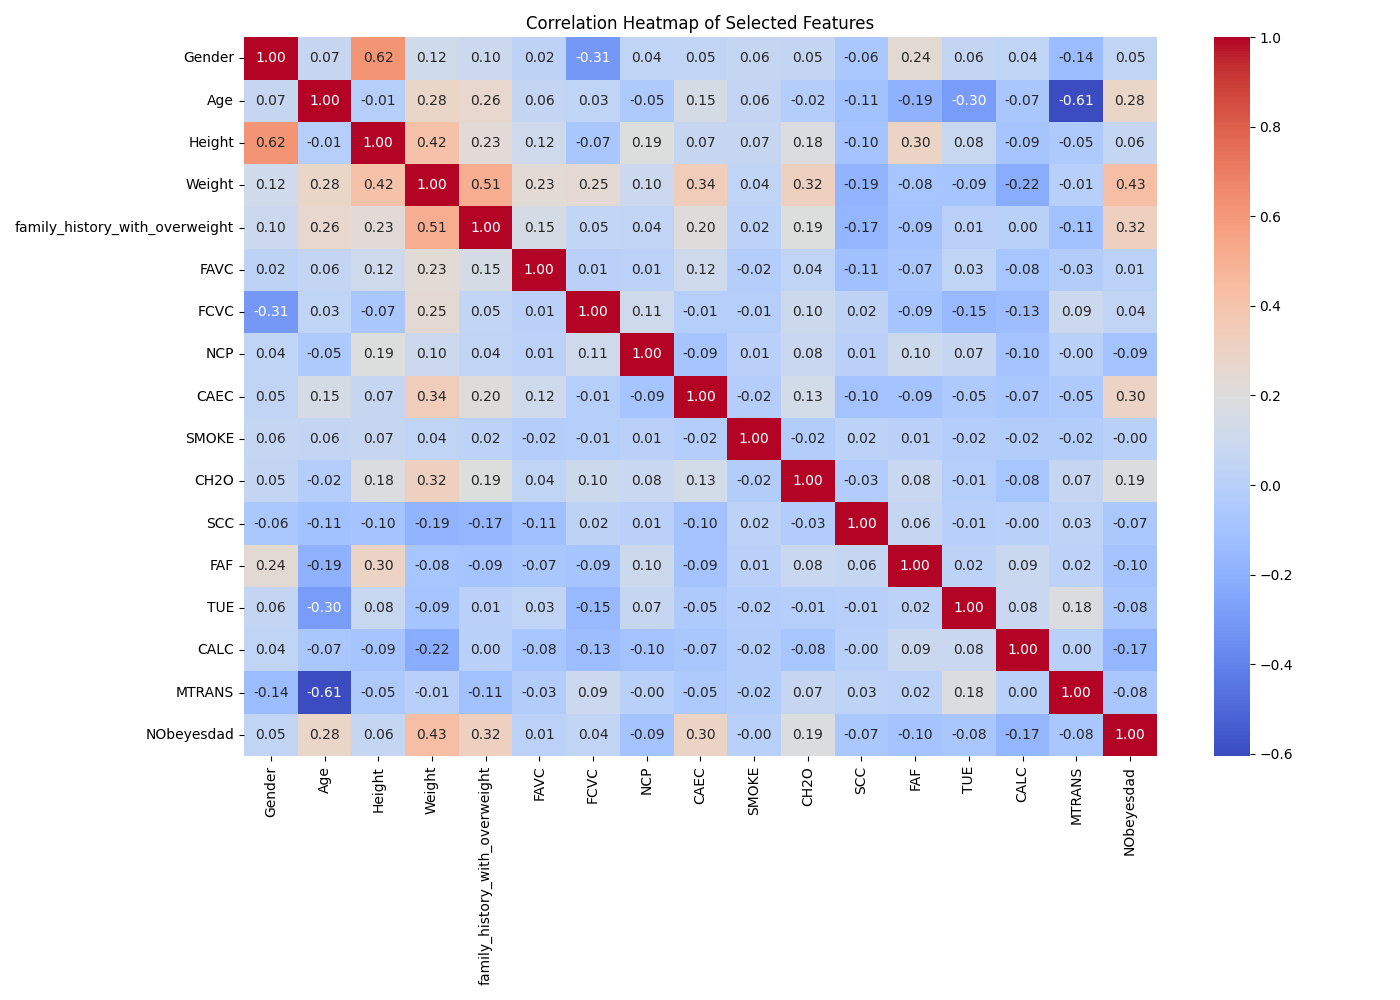 Correlation Heatmap of Selected Features
Gender 1.00 0.07 0.62 0.12 0.10 0.02 -0.31 0.04 0.05 0.06 0.05 -0.06 0.24 0.06 0.04 -0.14 0.05
Age 0.07 1.00 -0.01 0.28 0.26 0.06 0.03 -0.05 0.15 0.06 -0.02 -0.11 -0.19 -0.30 -0.07 -0.61 0.28
Height 0.62 -0.01 1.00 0.42 0.23 0.12 -0.07 0.19 0.07 0.07 0.18 -0.10 0.30 0.08 -0.09 -0.05 0.06
Weight 0.12 0.28 0.42 1.00 0.51 0.23 0.25 0.10 0.34 0.04 0.32 -0.19 -0.08 -0.09 -0.22 -0.01 0.43
family_history_with_overweight 0.10 0.26 0.23 0.51 1.00 0.15 0.05 0.04 0.20 0.02 0.19 -0.17 -0.09 0.01 0.00 -0.11 0.32
FAVC 0.02 0.06 0.12 0.23 0.15 1.00 0.01 0.01 0.12 -0.02 0.04 -0.11 -0.07 0.03 -0.08 -0.03 0.01
FCVC -0.31 0.03 -0.07 0.25 0.05 0.01 1.00 0.11 -0.01 -0.01 0.10 0.02 -0.09 -0.15 -0.13 0.09 0.04
NCP 0.04 -0.05 0.19 0.10 0.04 0.01 0.11 1.00 -0.09 0.01 0.08 0.01 0.10 0.07 -0.10 -0.00 -0.09
CAEC 0.05 0.15 0.07 0.34 0.20 0.12 -0.01 -0.09 1.00 -0.02 0.13 -0.10 -0.09 -0.05 -0.07 -0.05 0.30
SMOKE 0.06 0.06 0.07 0.04 0.02 -0.02 -0.01 0.01 -0.02 1.00 -0.02 0.02 0.01 -0.02 -0.02 -0.02 -0.00
CH2O 0.05 -0.02 0.18 0.32 0.19 0.04 0.10 0.08 0.13 -0.02 1.00 -0.03 0.08 -0.01 -0.08 0.07 0.19
SCC -0.06 -0.11 -0.10 -0.19 -0.17 -0.11 0.02 0.01 -0.10 0.02 -0.03 1.00 0.06 -0.01 -0.00 0.03 -0.07
FAF 0.24 -0.19 0.30 -0.08 -0.09 -0.07 -0.09 0.10 -0.09 0.01 0.08 0.06 1.00 0.02 0.09 0.02 -0.10
TUE 0.06 -0.30 0.08 -0.09 0.01 0.03 -0.15 0.07 -0.05 -0.02 -0.01 -0.01 0.02 1.00 0.08 0.18 -0.08
CALC 0.04 -0.07 -0.09 -0.22 0.00 -0.08 -0.13 -0.10 -0.07 -0.02 -0.08 -0.00 0.09 0.08 1.00 0.00 -0.17
MTRANS -0.14 -0.61 -0.05 -0.01 -0.11 -0.03 0.09 -0.00 -0.05 -0.02 0.07 0.03 0.02 0.18 0.00 1.00 -0.08
NObeyesdad 0.05 0.28 0.06 0.43 0.32 0.01 0.04 -0.09 0.30 -0.00 0.19 -0.07 -0.10 -0.08 -0.17 -0.08 1.00
Gender
Age
Height
Weight
family_history_with_overweight
FAVC
FCVC
NCP
CAEC
SMOKE
CH2O
SCC
FAF
TUE
CALC
MTRANS
NObeyesdad
1.0
0.8
0.6
0.4
0.2
0.0
−0.2
−0.4
−0.6